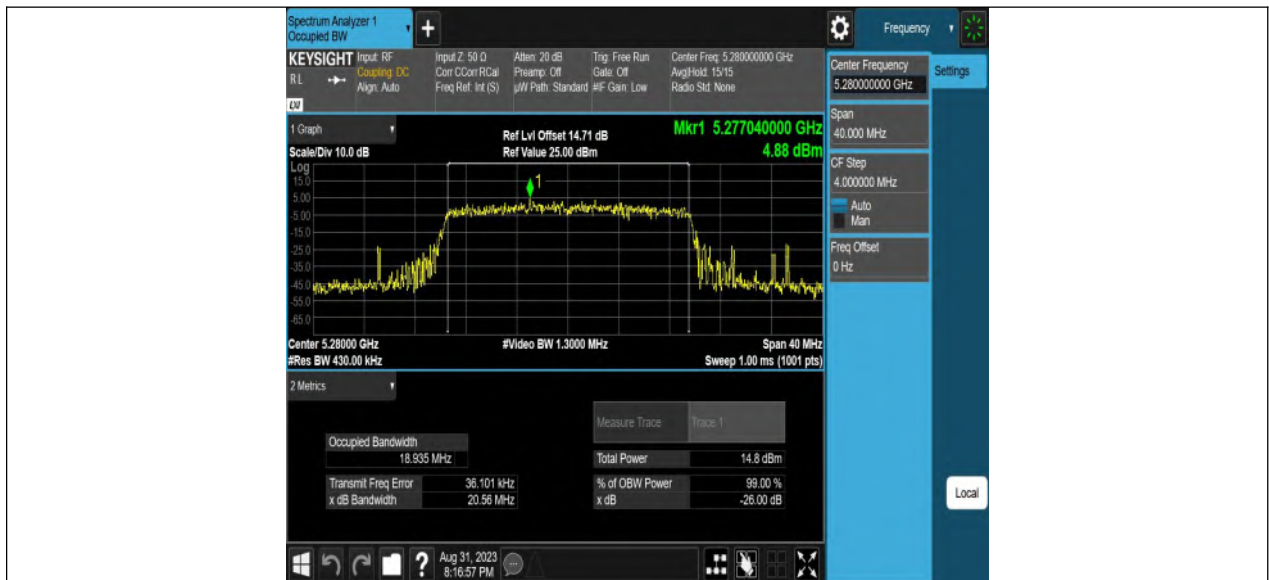 Spectrum Analyzer 1
Occupied BW
+
Frequency
KEYSIGHT
RL
LXI
Input: RF
Coupling: DC
Align: Auto
Input Z: 50 Ω
Corr CCorr RCal
Freq Ref: Int (S)
Atten: 20 dB
Preamp: Off
µW Path: Standard
Trig: Free Run
Gate: Off
#IF Gain: Low
Center Freq: 5.280000000 GHz
Avg|Hold: 15/15
Radio Std: None
Center Frequency
5.280000000 GHz
Settings
Span
40.000 MHz
CF Step
4.000000 MHz
Auto
Man
Freq Offset
0 Hz
Local
1 Graph
Scale/Div 10.0 dB
Ref Lvl Offset 14.71 dB
Ref Value 25.00 dBm
Mkr1 5.277040000 GHz
4.88 dBm
Log
15.0
5.00
-5.00
-15.0
-25.0
-35.0
-45.0
-55.0
-65.0
1
Center 5.28000 GHz
#Res BW 430.00 kHz
#Video BW 1.3000 MHz
Span 40 MHz
Sweep 1.00 ms (1001 pts)
2 Metrics
Measure Trace Trace 1
Occupied Bandwidth
18.935 MHz
Total Power 14.8 dBm
Transmit Freq Error 36.101 kHz
% of OBW Power 99.00 %
x dB Bandwidth 20.56 MHz
x dB -26.00 dB
?
Aug 31, 2023
8:16:57 PM